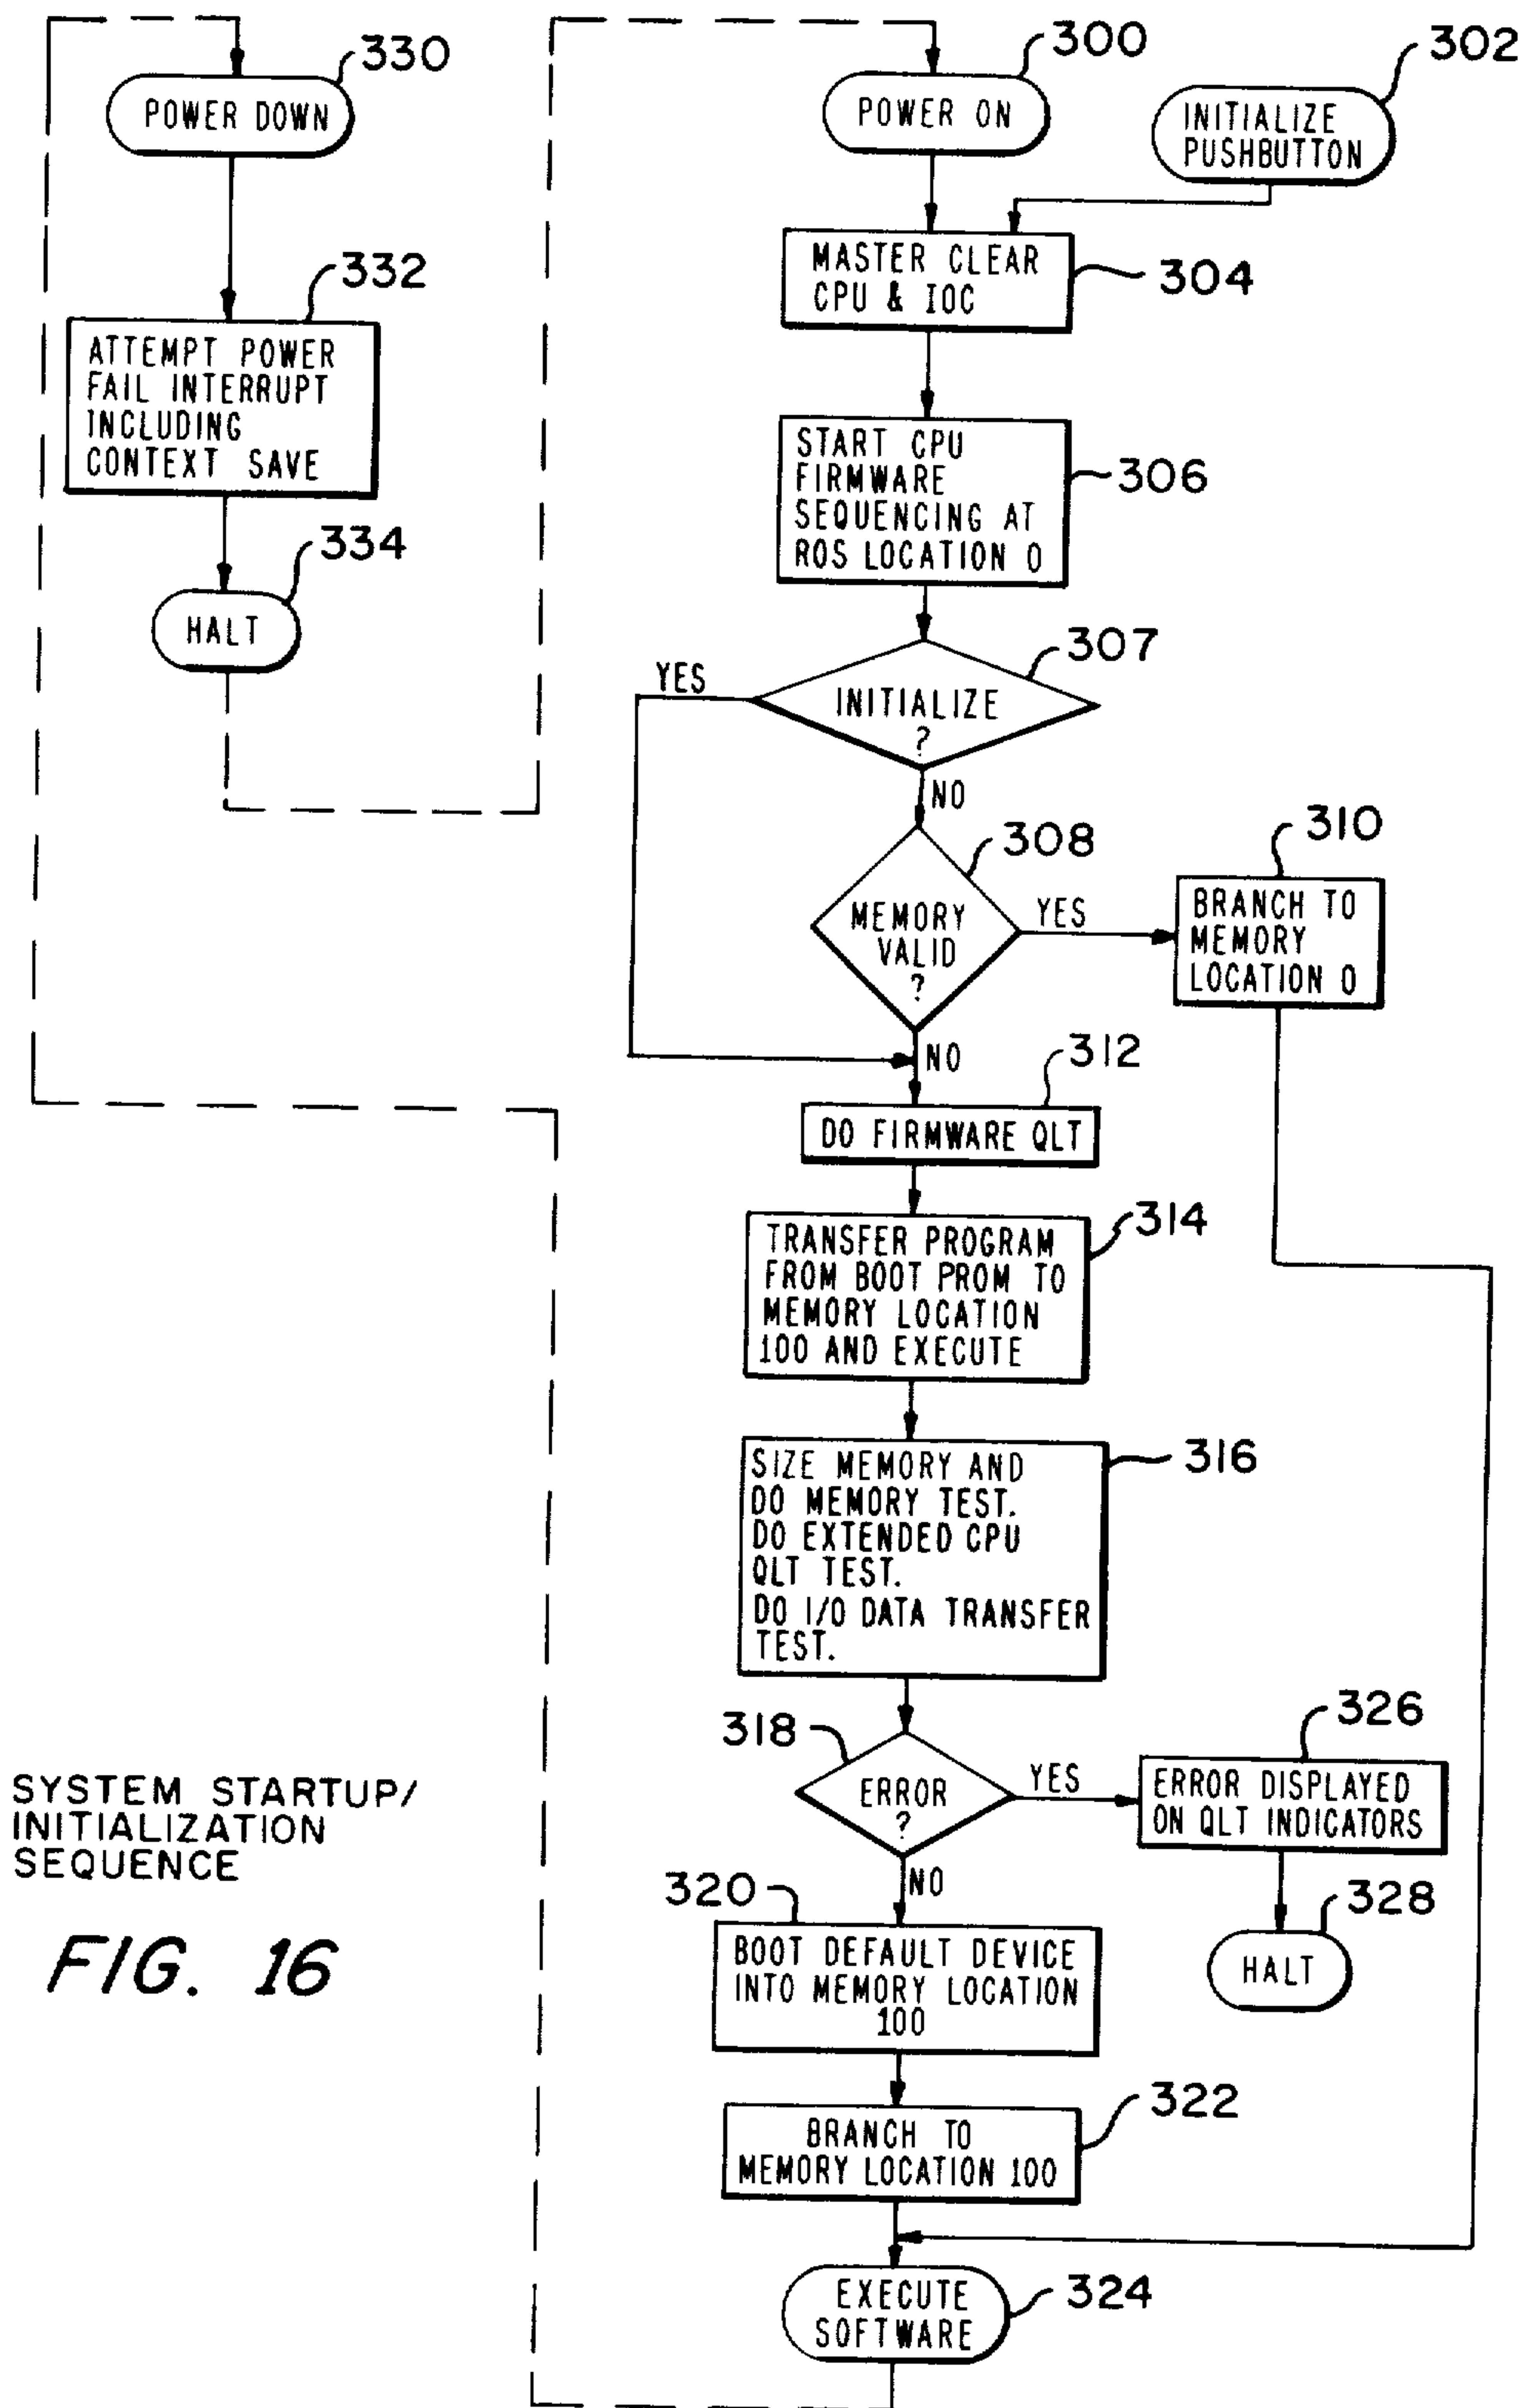 330
POWER DOWN
332
ATTEMPT POWER
FAIL INTERRUPT
INCLUDING
CONTEXT SAVE
334
HALT
300
POWER ON
302
INITIALIZE
PUSHBUTTON
MASTER CLEAR
CPU & IOC
304
START CPU
FIRMWARE
SEQUENCING AT
ROS LOCATION 0
306
307
YES
INITIALIZE
?
NO
308
MEMORY
VALID
?
YES
310
BRANCH TO
MEMORY
LOCATION 0
NO
312
DO FIRMWARE QLT
314
TRANSFER PROGRAM
FROM BOOT PROM TO
MEMORY LOCATION
100 AND EXECUTE
316
SIZE MEMORY AND
DO MEMORY TEST.
DO EXTENDED CPU
QLT TEST.
DO I/O DATA TRANSFER
TEST.
318
ERROR
?
YES
326
ERROR DISPLAYED
ON QLT INDICATORS
328
HALT
NO
320
BOOT DEFAULT DEVICE
INTO MEMORY LOCATION
100
322
BRANCH TO
MEMORY LOCATION 100
324
EXECUTE
SOFTWARE
SYSTEM STARTUP/
INITIALIZATION
SEQUENCE
FIG. 16